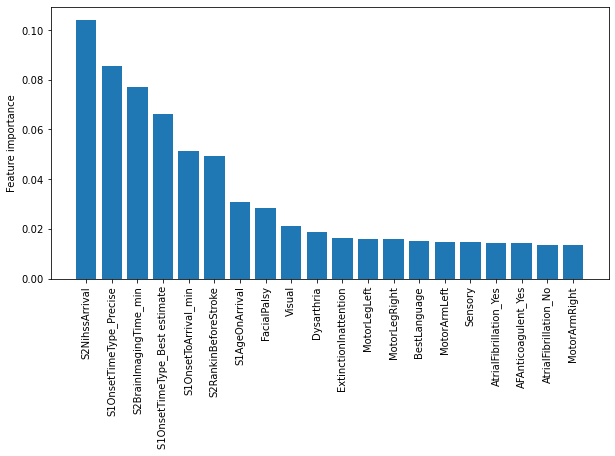 Feature importance
0.10
0.08
0.06
0.04
0.02
0.00
S2NihssArrival
S1OnsetTimeType_Precise
S2BrainImagingTime_min
S1OnsetTimeType_Best estimate
S1OnsetToArrival_min
S2RankinBeforeStroke
S1AgeOnArrival
FacialPalsy
Visual
Dysarthria
ExtinctionInattention
MotorLegLeft
MotorLegRight
BestLanguage
MotorArmLeft
Sensory
AtrialFibrillation_Yes
AFAnticoagulent_Yes
AtrialFibrillation_No
MotorArmRight